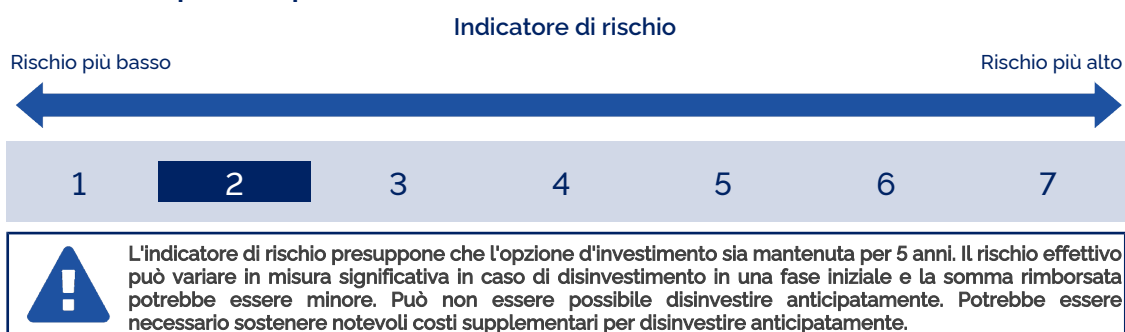 Indicatore di rischio
Rischio più basso
Rischio più alto
1 2 3 4 5 6 7
L'indicatore di rischio presuppone che l'opzione d'investimento sia mantenuta per 5 anni. Il rischio effettivo
può variare in misura significativa in caso di disinvestimento in una fase iniziale e la somma rimborsata
potrebbe essere minore. Può non essere possibile disinvestire anticipatamente. Potrebbe essere
necessario sostenere notevoli costi supplementari per disinvestire anticipatamente.